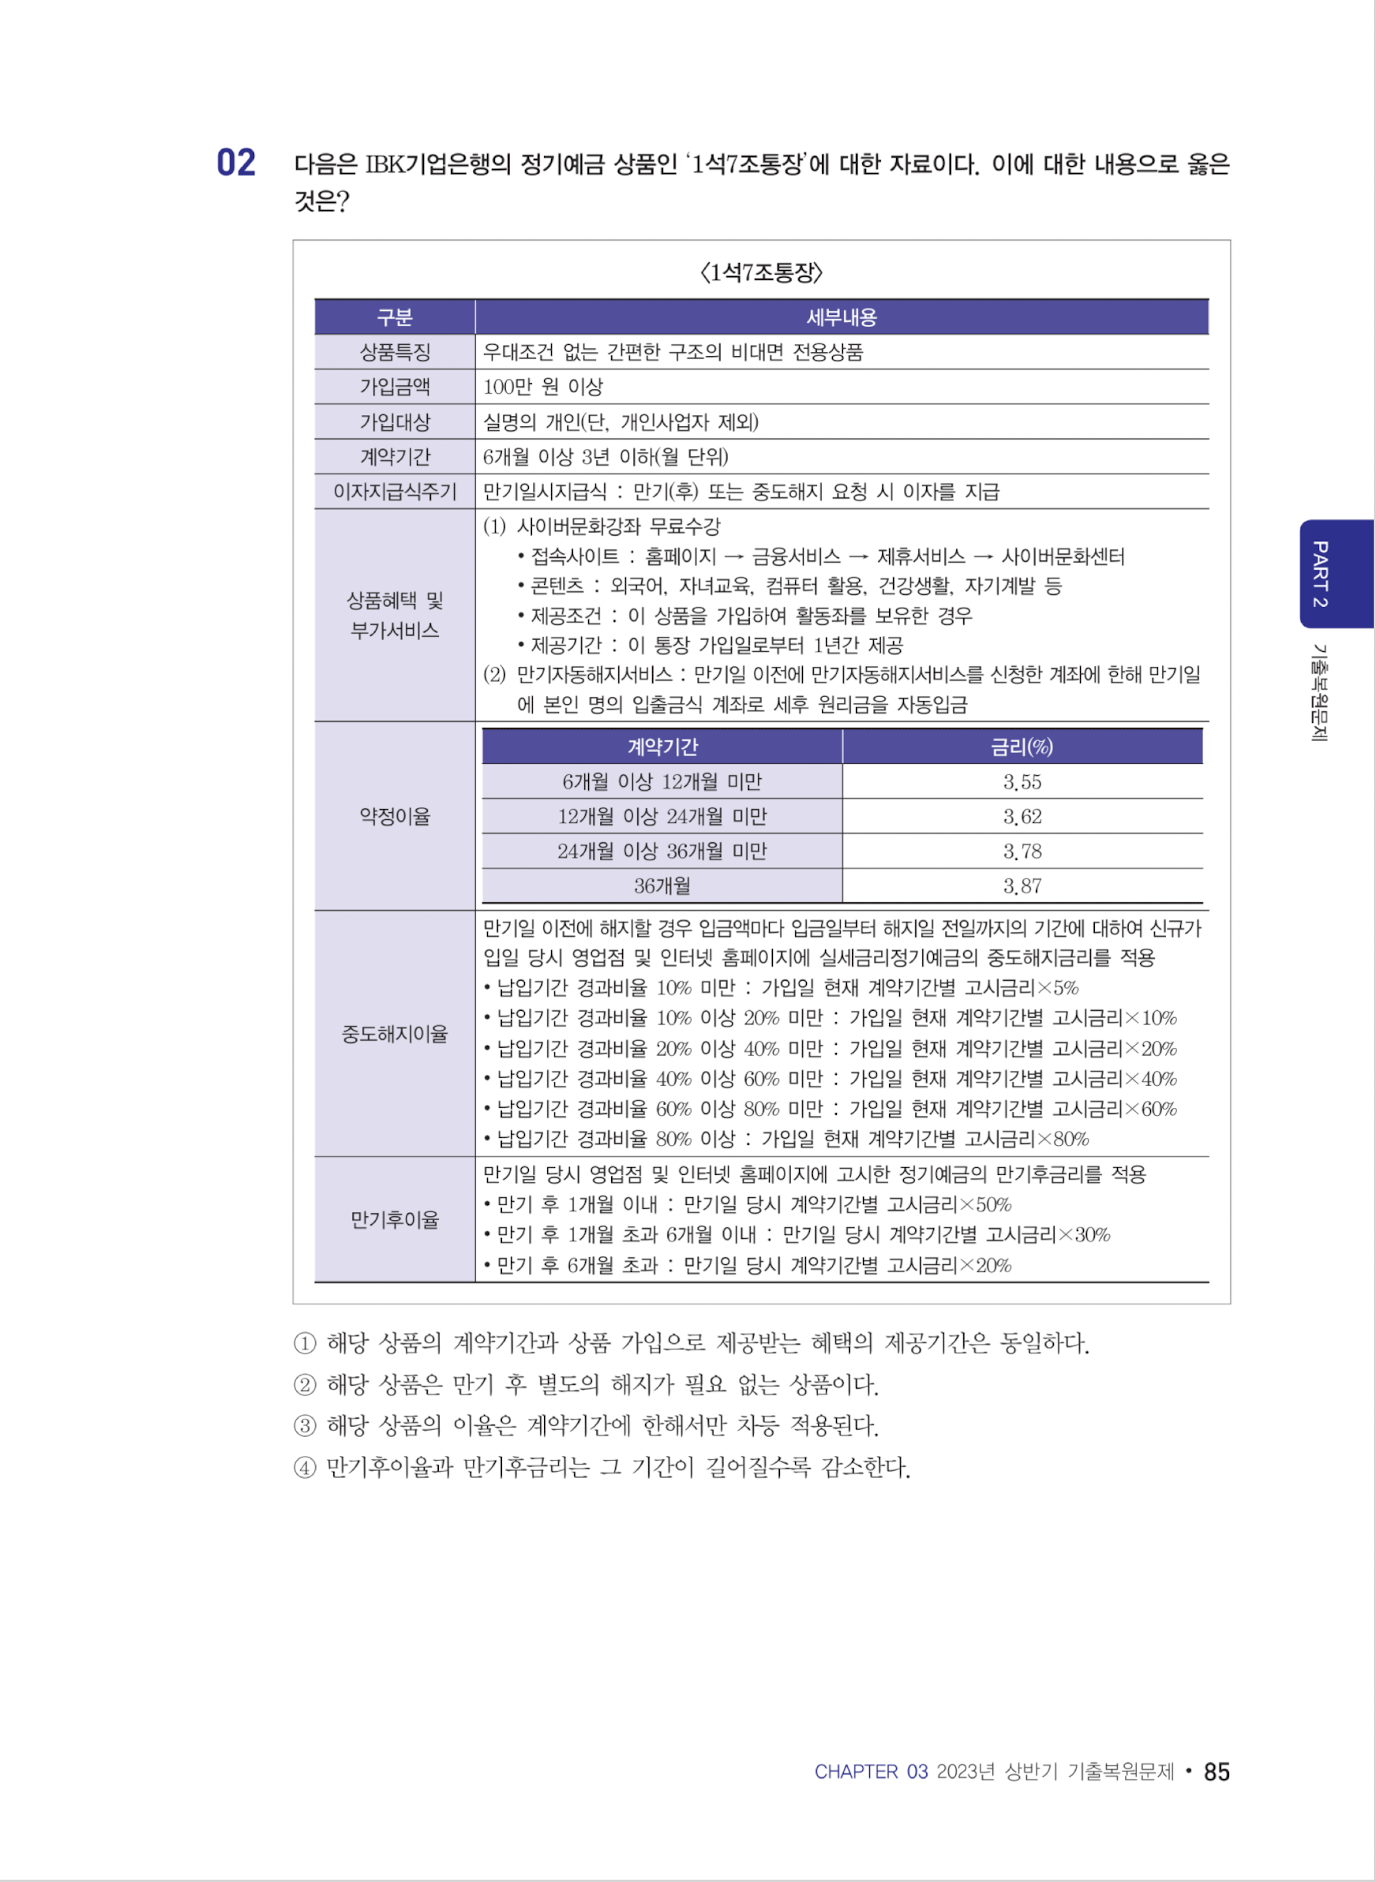 02
다음은 IBK기업은행의 정기예금 상품인 ‘1석7조통장’에 대한 자료이다. 이에 대한 내용으로 옳은
것은?
〈1석7조통장〉
구분 세부내용
상품특징 우대조건 없는 간편한 구조의 비대면 전용상품
가입금액 100만 원 이상
가입대상 실명의 개인(단, 개인사업자 제외)
계약기간 6개월 이상 3년 이하(월 단위)
이자지급식주기 만기일시지급식 : 만기(후) 또는 중도해지 요청 시 이자를 지급
상품혜택 및
부가서비스
(1) 사이버문화강좌 무료수강
• 접속사이트 : 홈페이지 → 금융서비스 → 제휴서비스 → 사이버문화센터
• 콘텐츠 : 외국어, 자녀교육, 컴퓨터 활용, 건강생활, 자기계발 등
• 제공조건 : 이 상품을 가입하여 활동좌를 보유한 경우
• 제공기간 : 이 통장 가입일로부터 1년간 제공
(2) 만기자동해지서비스 : 만기일 이전에 만기자동해지서비스를 신청한 계좌에 한해 만기일
에 본인 명의 입출금식 계좌로 세후 원리금을 자동입금
약정이율
계약기간 금리(%)
6개월 이상 12개월 미만 3.55
12개월 이상 24개월 미만 3.62
24개월 이상 36개월 미만 3.78
36개월 3.87
중도해지이율
만기일 이전에 해지할 경우 입금액마다 입금일부터 해지일 전일까지의 기간에 대하여 신규가
입일 당시 영업점 및 인터넷 홈페이지에 실세금리정기예금의 중도해지금리를 적용
• 납입기간 경과비율 10% 미만 : 가입일 현재 계약기간별 고시금리×5%
• 납입기간 경과비율 10% 이상 20% 미만 : 가입일 현재 계약기간별 고시금리×10%
• 납입기간 경과비율 20% 이상 40% 미만 : 가입일 현재 계약기간별 고시금리×20%
• 납입기간 경과비율 40% 이상 60% 미만 : 가입일 현재 계약기간별 고시금리×40%
• 납입기간 경과비율 60% 이상 80% 미만 : 가입일 현재 계약기간별 고시금리×60%
• 납입기간 경과비율 80% 이상 : 가입일 현재 계약기간별 고시금리×80%
만기후이율
만기일 당시 영업점 및 인터넷 홈페이지에 고시한 정기예금의 만기후금리를 적용
• 만기 후 1개월 이내 : 만기일 당시 계약기간별 고시금리×50%
• 만기 후 1개월 초과 6개월 이내 : 만기일 당시 계약기간별 고시금리×30%
• 만기 후 6개월 초과 : 만기일 당시 계약기간별 고시금리×20%
① 해당 상품의 계약기간과 상품 가입으로 제공받는 혜택의 제공기간은 동일하다.
② 해당 상품은 만기 후 별도의 해지가 필요 없는 상품이다.
③ 해당 상품의 이율은 계약기간에 한해서만 차등 적용된다.
④ 만기후이율과 만기후금리는 그 기간이 길어질수록 감소한다.
PART 2
기출복원문제
CHAPTER 03 2023년 상반기 기출복원문제 • 85